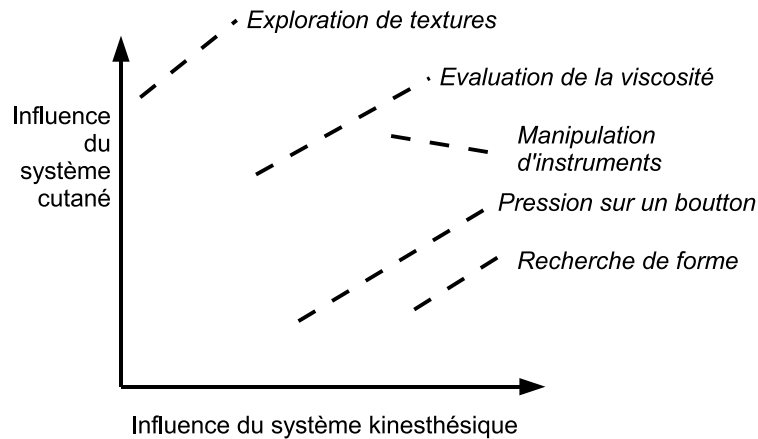 Exploration de textures
Evaluation de la viscosité
Influence
du
système
cutané
Manipulation
d'instruments
Pression sur un boutton
Recherche de forme
Influence du système kinesthésique